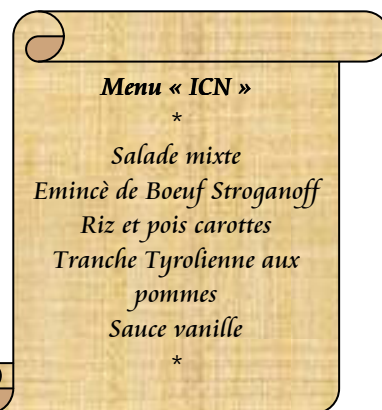 Menu « ICN »
*
Salade mixte
Emincè de Boeuf Stroganoff
Riz et pois carottes
Tranche Tyrolienne aux
pommes
Sauce vanille
*